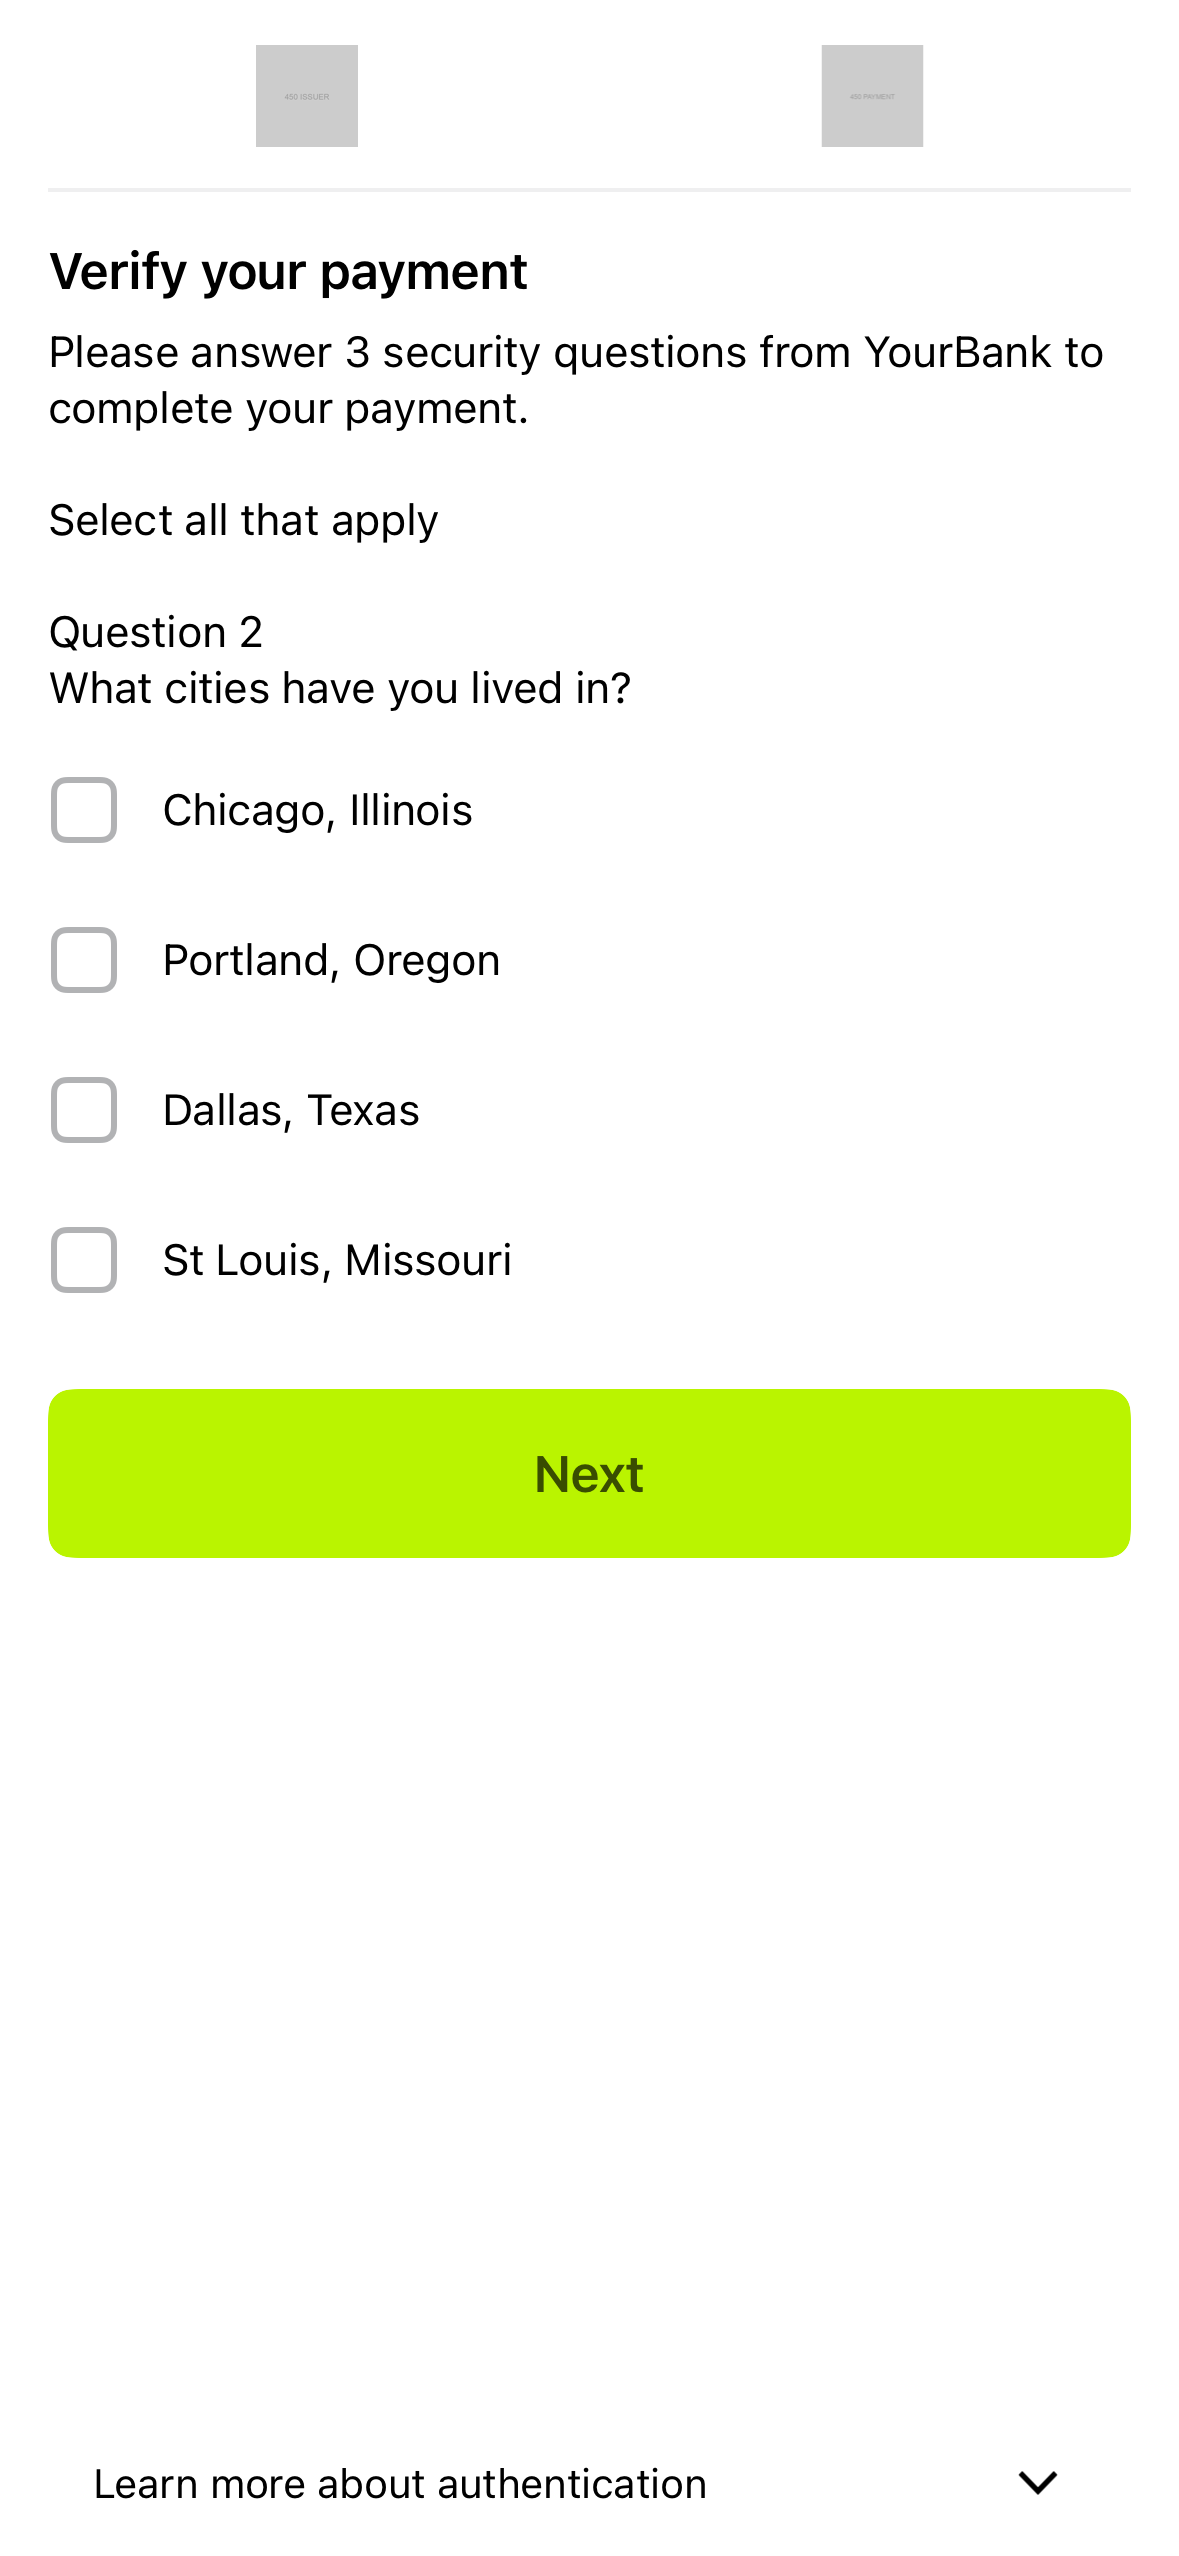 450 ISSUER
450 PAYMENT
Verify your payment
Please answer 3 security questions from YourBank to
complete your payment.
Select all that apply
Question 2
What cities have you lived in?
Chicago, Illinois
Portland, Oregon
Dallas, Texas
St Louis, Missouri
Next
Learn more about authentication